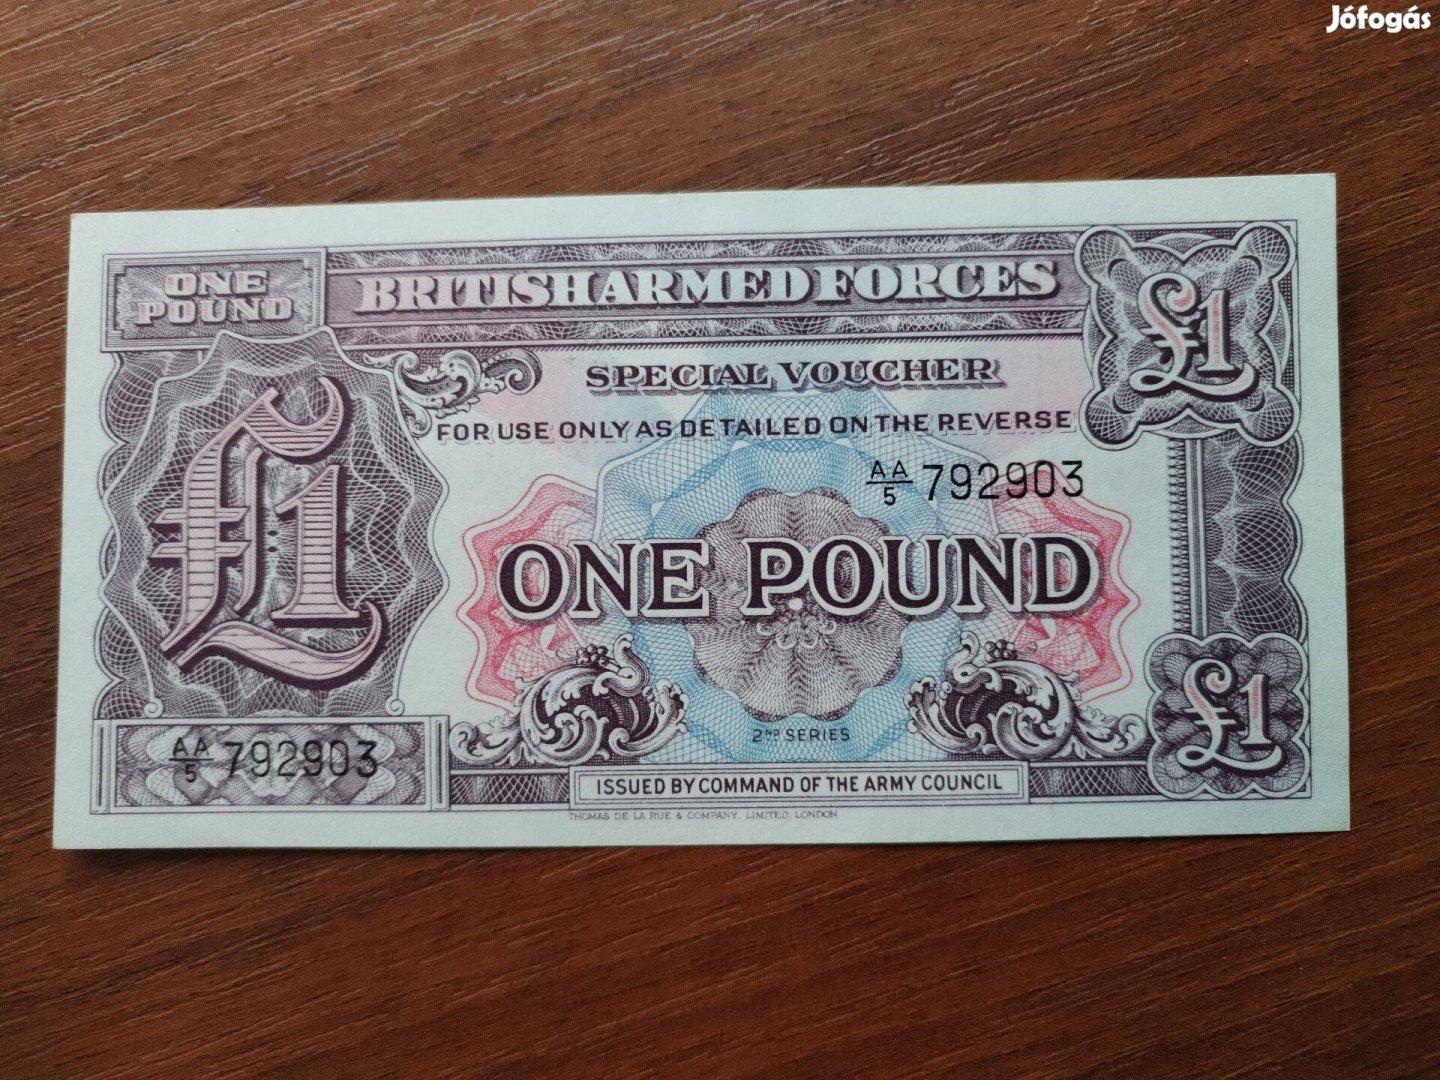 Jófogás
ONE
POUND
BRITISH ARMED FORCES
£1
SPECIAL VOUCHER
FOR USE ONLY AS DETAILED ON THE REVERSE
AA/5 792903
£1
ONE POUND
£1
2ND SERIES
AA/5 792903
ISSUED BY COMMAND OF THE ARMY COUNCIL
THOMAS DE LA RUE & COMPANY, LIMITED, LONDON